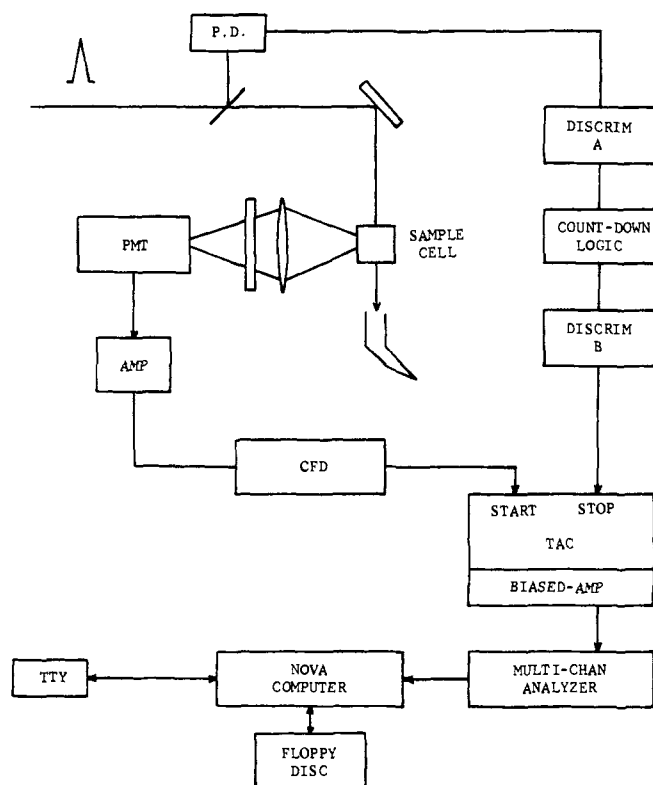 P.D.
DISCRIM
A
COUNT-DOWN
LOGIC
DISCRIM
B
PMT
SAMPLE
CELL
AMP
CFD
START STOP
TAC
BIASED-AMP
TTY
NOVA
COMPUTER
MULTI-CHAN
ANALYZER
FLOPPY
DISC